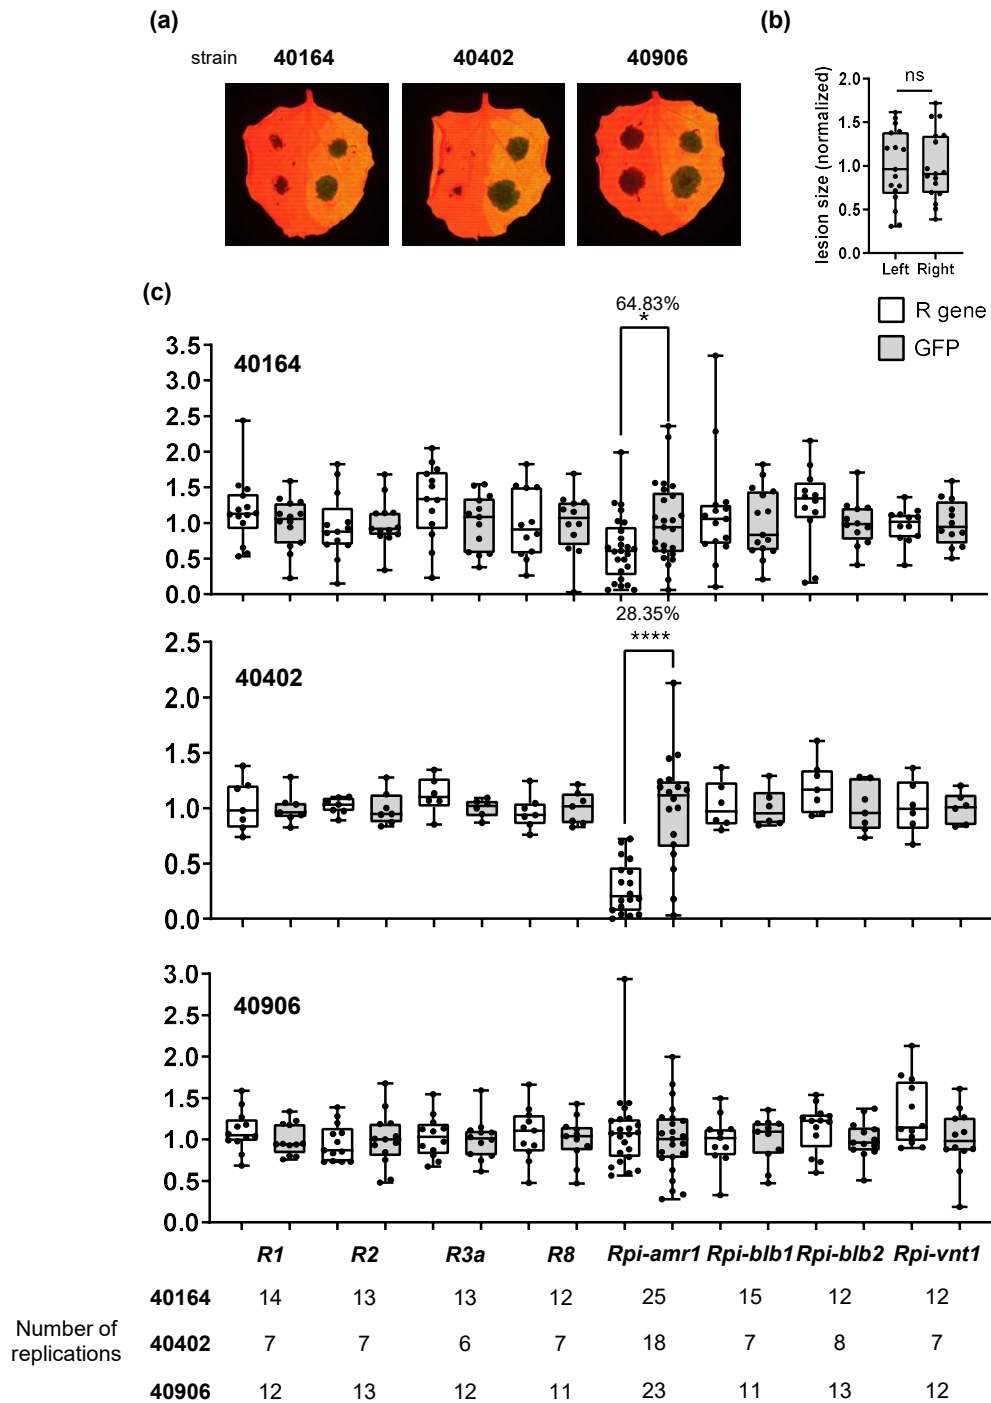 (a)
strain 40164 40402 40906
(b)
lesion size (normalized)
2.0
1.5
1.0
0.5
0.0
ns
Left Right
R gene
GFP
(c)
64.83%
*
40164
3.5
3.0
2.5
2.0
1.5
1.0
0.5
0.0
28.35%
****
40402
2.5
2.0
1.5
1.0
0.5
0.0
40906
3.0
2.5
2.0
1.5
1.0
0.5
0.0
R1 R2 R3a R8 Rpi-amr1 Rpi-blb1 Rpi-blb2 Rpi-vnt1
Number of
replications
40164 14 13 13 12 25 15 12 12
40402 7 7 6 7 18 7 8 7
40906 12 13 12 11 23 11 13 12